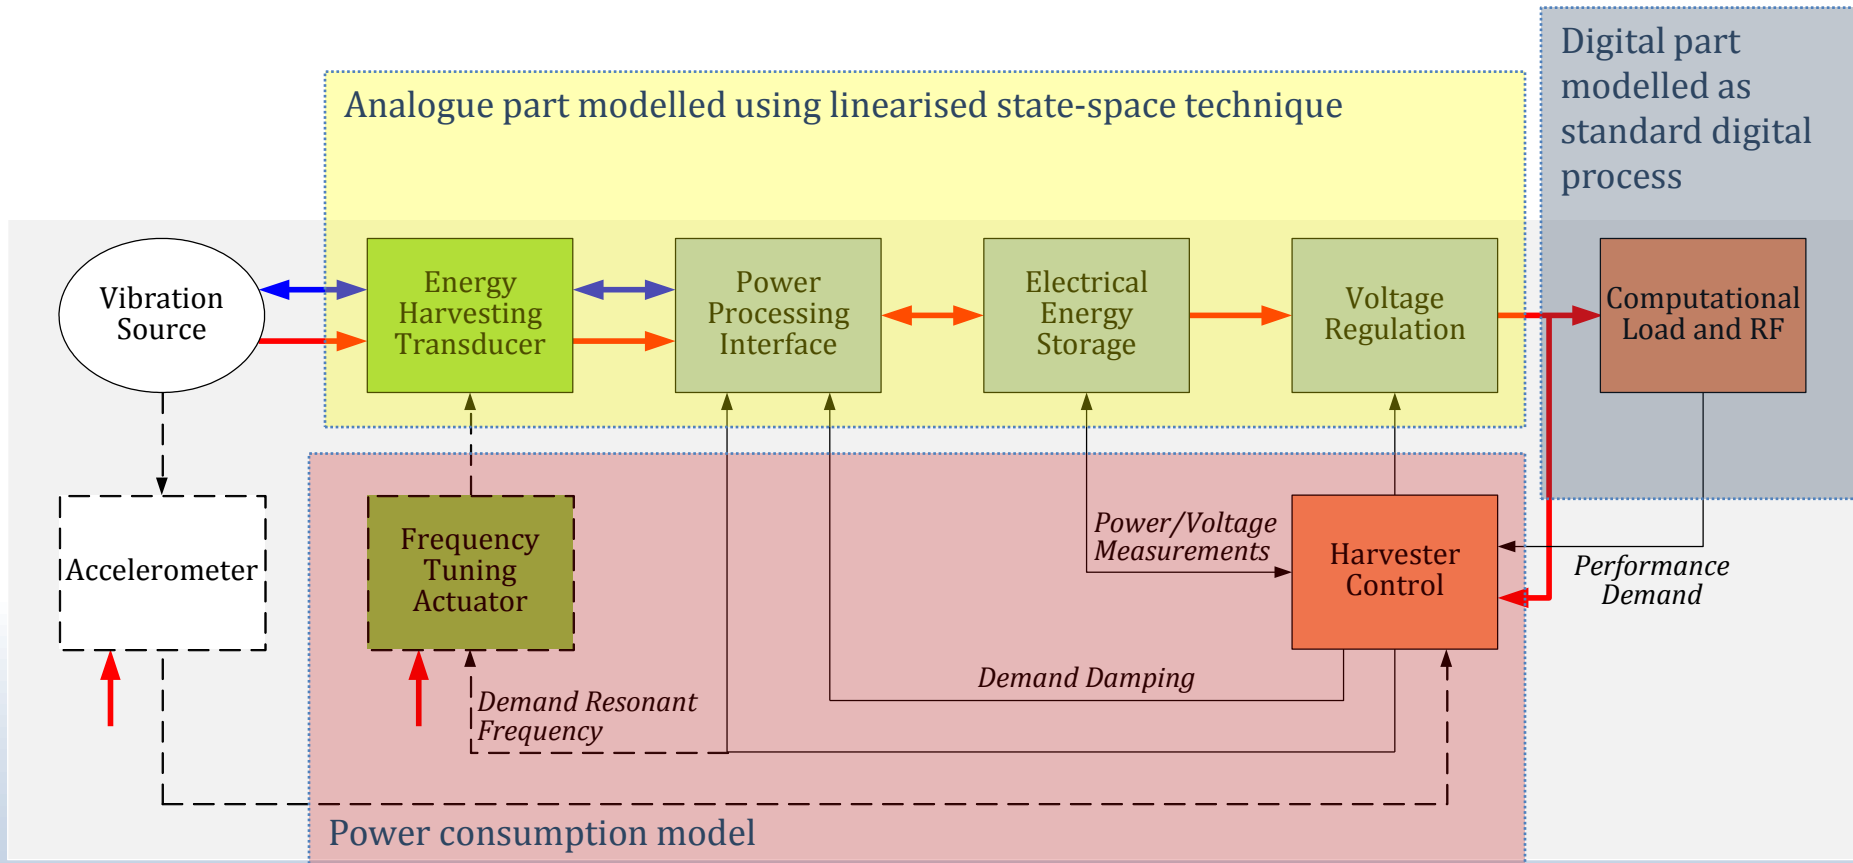 Analogue part modelled using linearised state-space technique
Digital part
modelled as
standard digital
process
Vibration
Source
Energy
Harvesting
Transducer
Power
Processing
Interface
Electrical
Energy
Storage
Voltage
Regulation
Computational
Load and RF
Accelerometer
Frequency
Tuning
Actuator
Power/Voltage
Measurements
Harvester
Control
Performance
Demand
Demand Resonant
Frequency
Demand Damping
Power consumption model